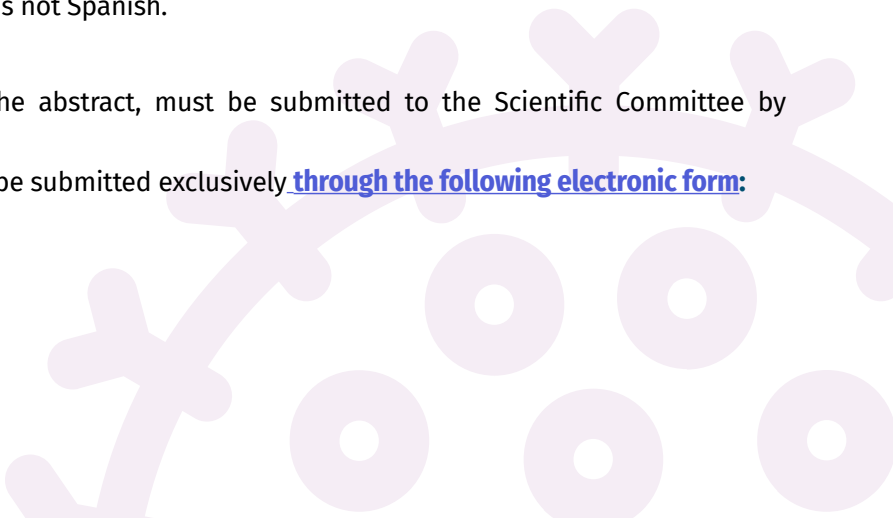 s not Spanish.
he abstract, must be submitted to the Scientific Committee by
be submitted exclusively through the following electronic form: